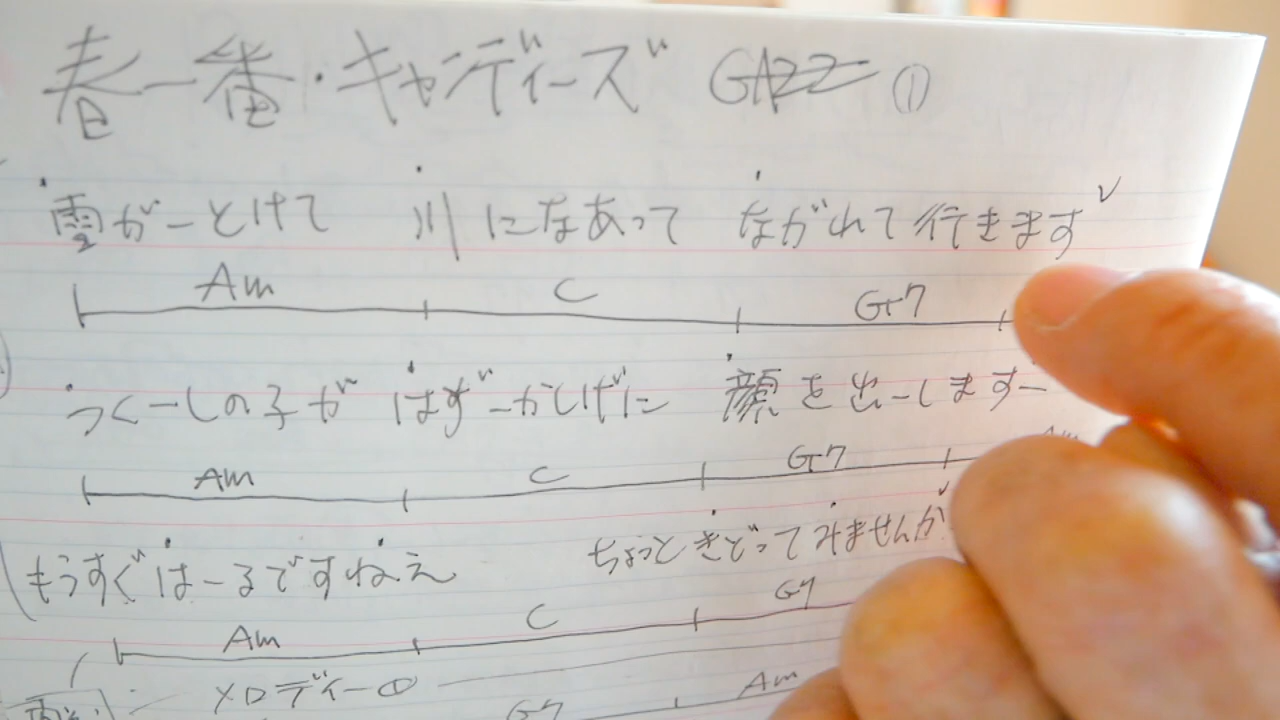 春一番・キャンディーズ ①
雪がーとけて 川になあって ながれて行きます
Am C G7
つくーしの子が はずーかしげに 顔を出ーしますー
Am C G7 Am
もうすぐはーるですねえ ちょっときどってみませんか
Am C G7
メロディー①
G7 Am